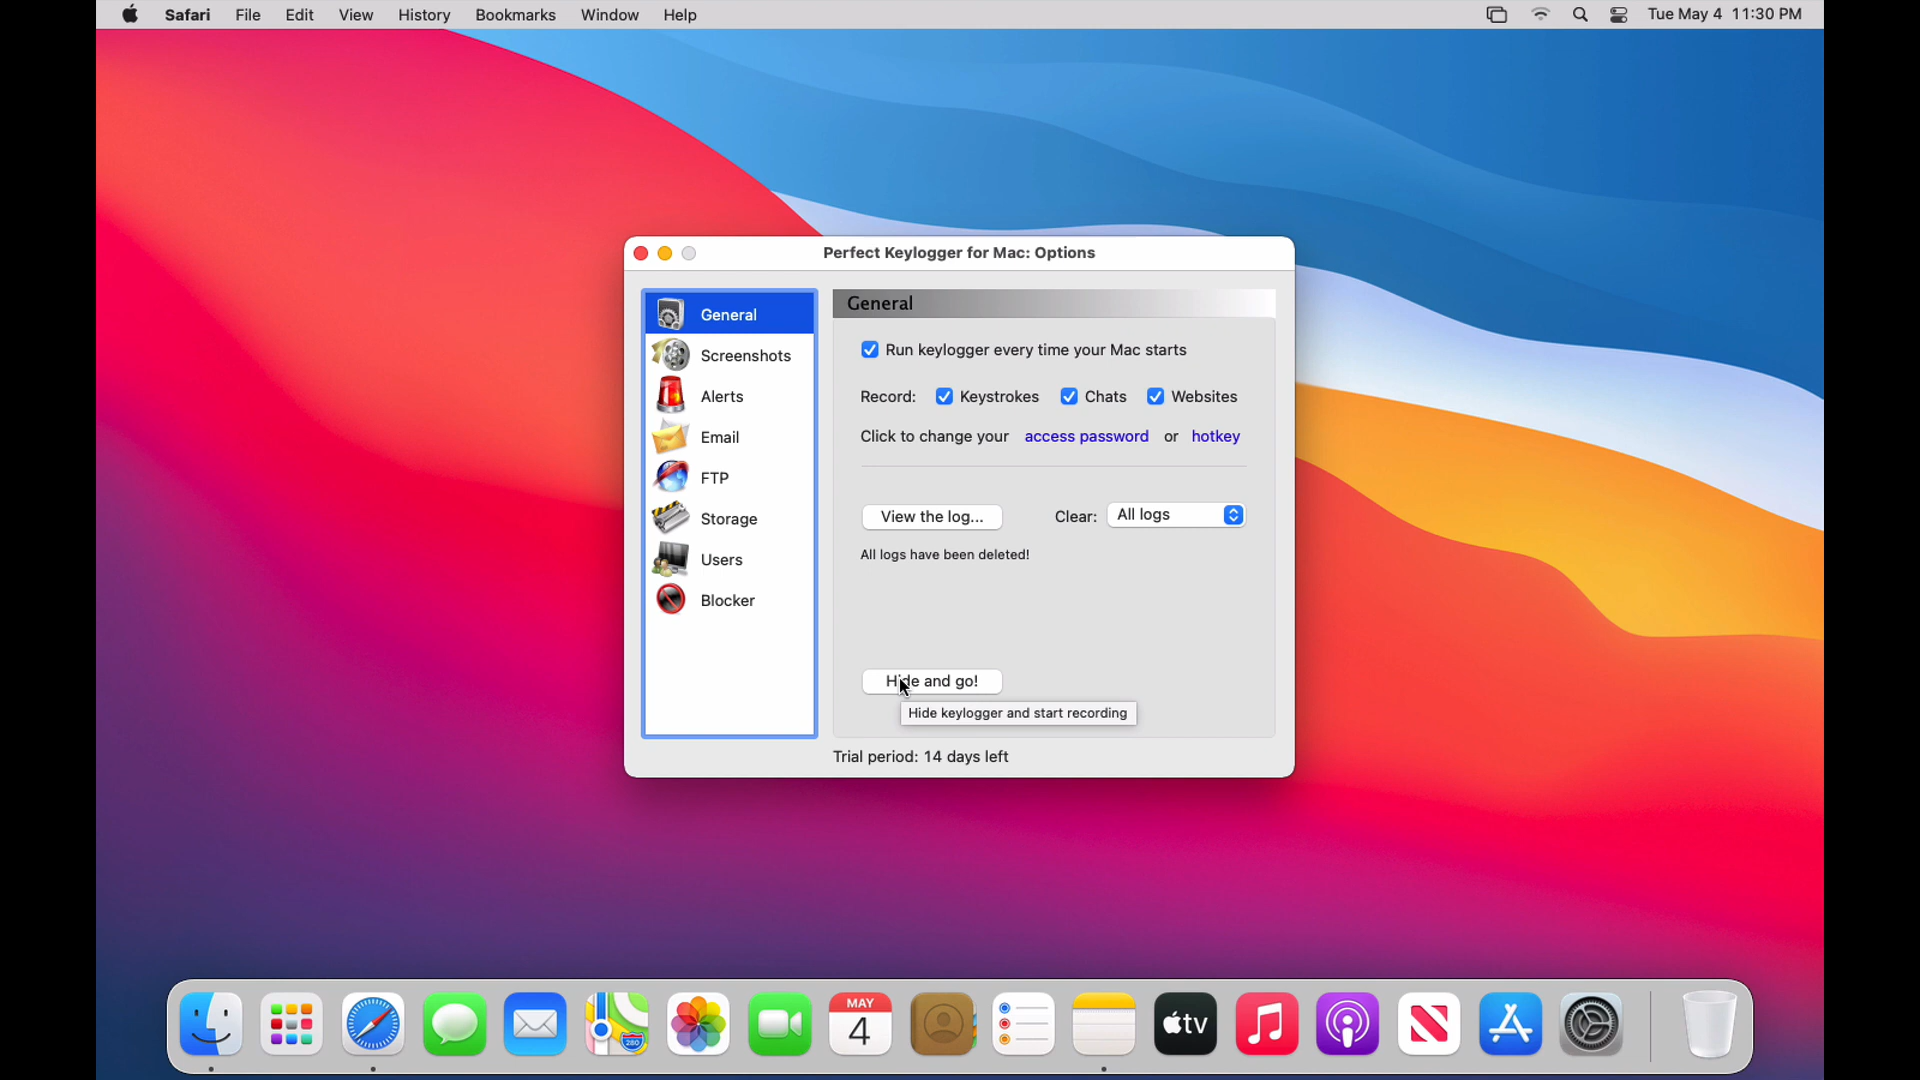 Safari File Edit View History Bookmarks Window Help Tue May 4 11:30 PM
Perfect Keylogger for Mac: Options
General
Screenshots
Alerts
Email
FTP
Storage
Users
Blocker
General
Run keylogger every time your Mac starts
Record: Keystrokes Chats Websites
Click to change your access password or hotkey
View the log... Clear: All logs
All logs have been deleted!
Hide and go!
Hide keylogger and start recording
Trial period: 14 days left
280
MAY
4
tv